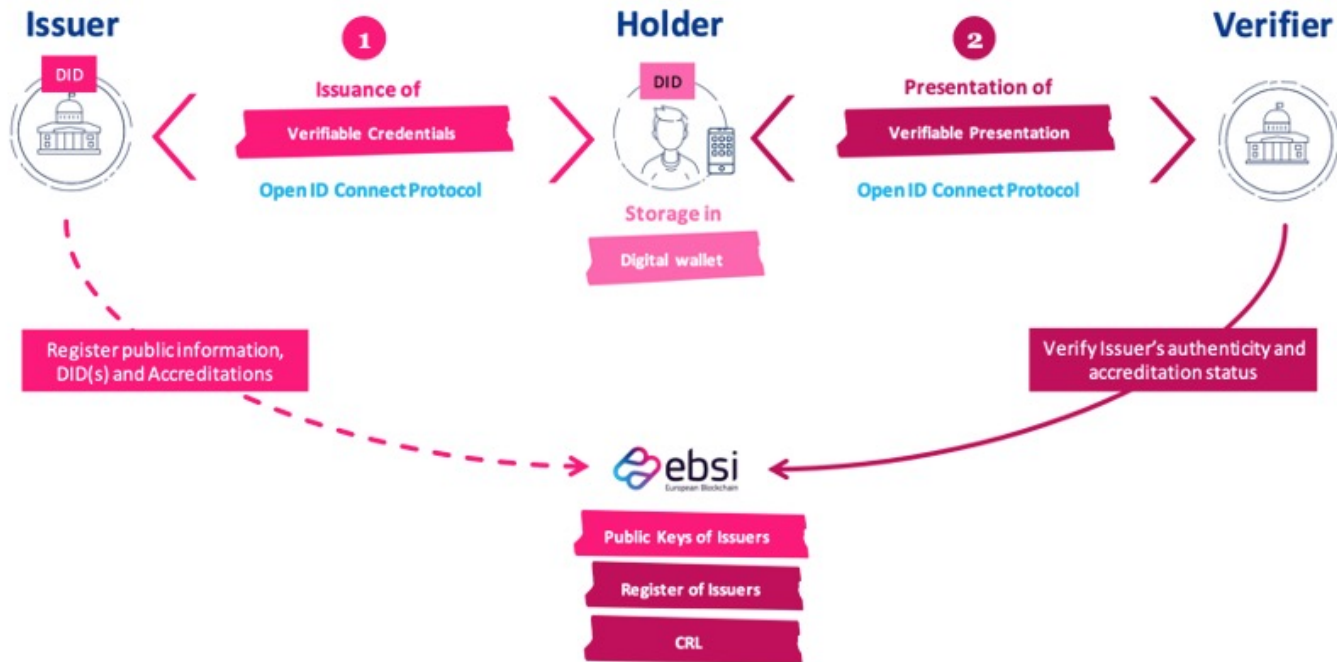 Issuer
1
Holder
2
Verifier
DID
Issuance of
Verifiable Credentials
Open ID Connect Protocol
DID
Storage in
Digital wallet
Presentation of
Verifiable Presentation
Open ID Connect Protocol
Register public information,
DID(s) and Accreditations
Verify Issuer's authenticity and
accreditation status
ebsi
European Blockchain
Public Keys of Issuers
Register of Issuers
CRL